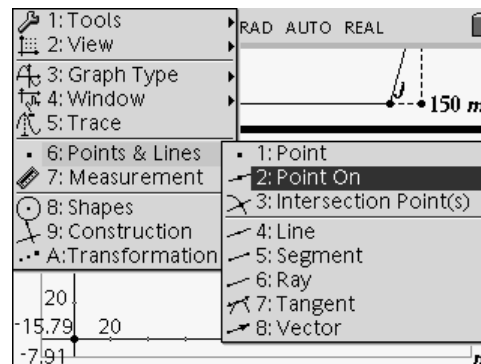 1: Tools
RAD AUTO REAL
2: View
3: Graph Type
4: Window
150 m
5: Trace
6: Points & Lines
1: Point
7: Measurement
2: Point On
8: Shapes
3: Intersection Point(s)
9: Construction
4: Line
A: Transformation
5: Segment
6: Ray
20
7: Tangent
-15.79
20
8: Vector
-7.91